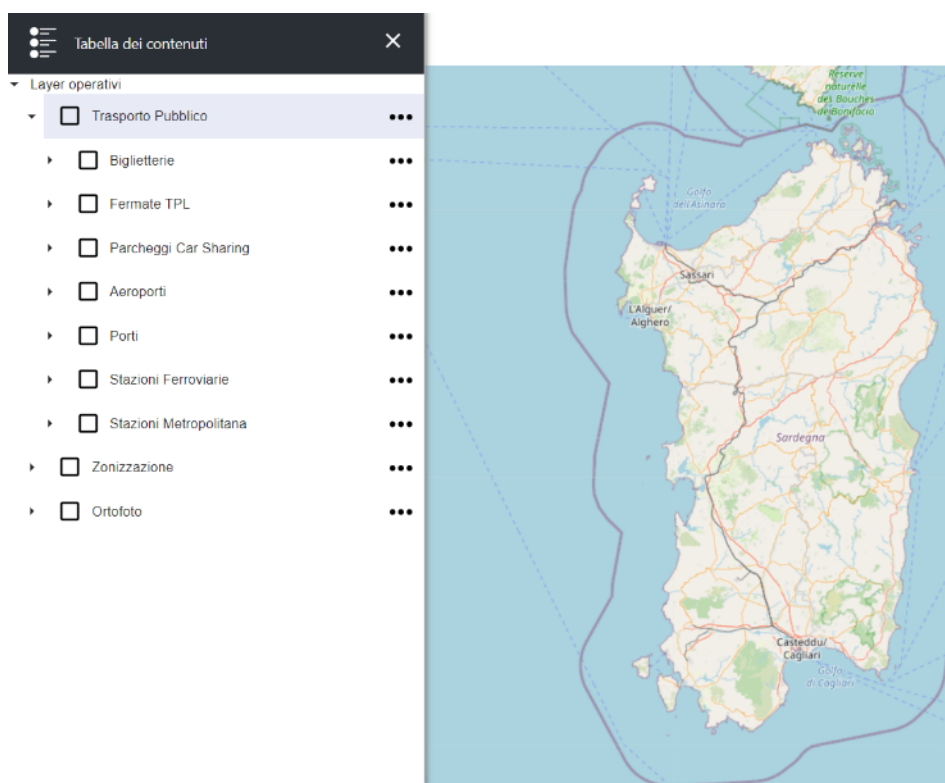 Tabella dei contenuti
Layer operativi
Trasporto Pubblico
Biglietterie
Fermate TPL
Parcheggi Car Sharing
Aeroporti
Porti
Stazioni Ferroviarie
Stazioni Metropolitana
Zonizzazione
Ortofoto
Réserve
naturelle
des Bouches
de Bonifacio
Golfo
dell'Asinara
Sassari
L'Alguer/
Alghero
Sardegna
Casteddu/
Cagliari
Golfo
di Cagliari